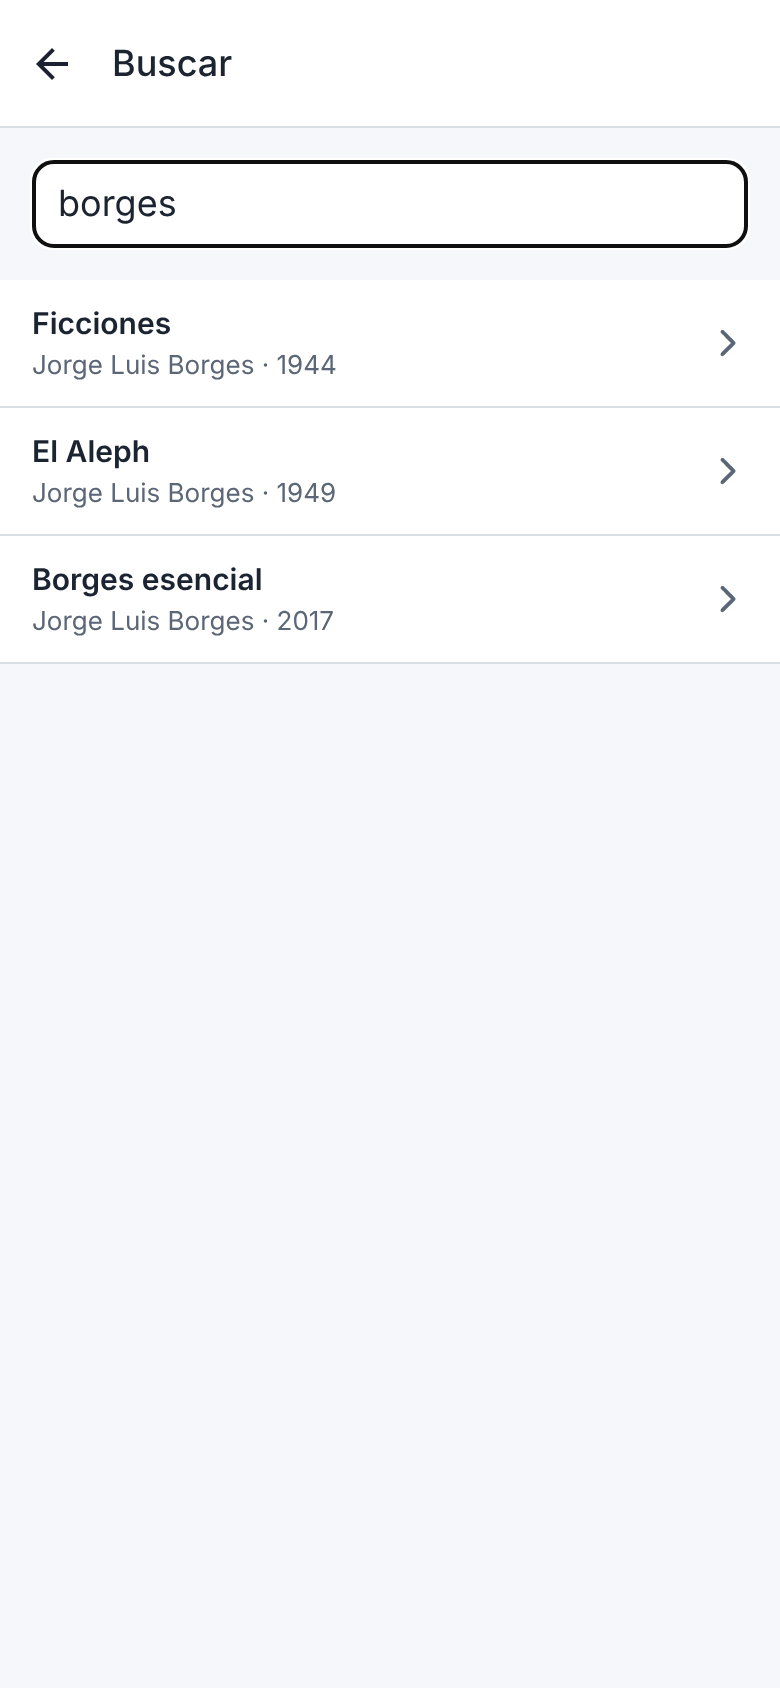 Buscar
borges
Ficciones
Jorge Luis Borges · 1944
El Aleph
Jorge Luis Borges · 1949
Borges esencial
Jorge Luis Borges · 2017